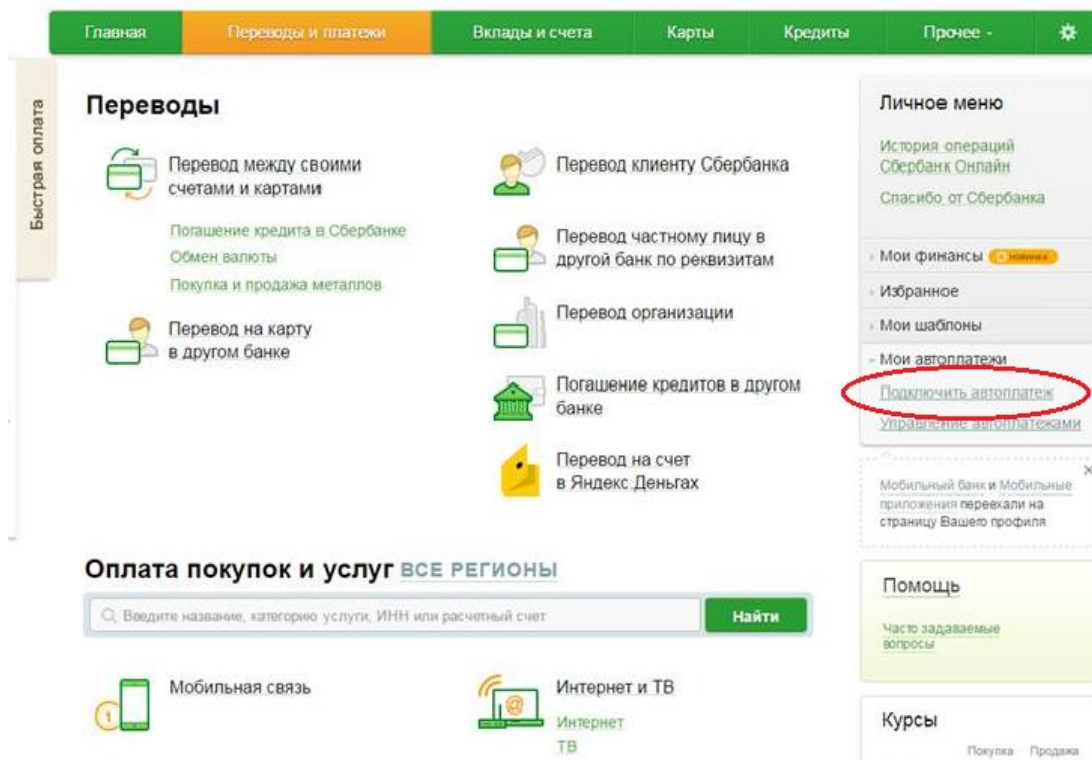 Главная Переводы и платежи Вклады и счета Карты Кредиты Прочее
Быстрая оплата
Переводы
Перевод между своими
счетами и картами
Погашение кредита в Сбербанке
Обмен валюты
Покупка и продажа металлов
Перевод на карту
в другом банке
Перевод клиенту Сбербанка
Перевод частному лицу в
другой банк по реквизитам
Перевод организации
Погашение кредитов в другом
банке
Перевод на счет
в Яндекс.Деньгах
Личное меню
История операций
Сбербанк Онлайн
Спасибо от Сбербанка
Мои финансы новинка
Избранное
Мои шаблоны
Мои автоплатежи
Подключить автоплатеж
Управление автоплатежами
Мобильный банк и Мобильные
приложения переехали на
страницу Вашего профиля
Оплата покупок и услуг ВСЕ РЕГИОНЫ
Введите название, категорию услуги, ИНН или расчетный счет Найти
Мобильная связь
1
Интернет и ТВ
@
Интернет
ТВ
Помощь
Часто задаваемые
вопросы
Курсы
Покупка Продажа